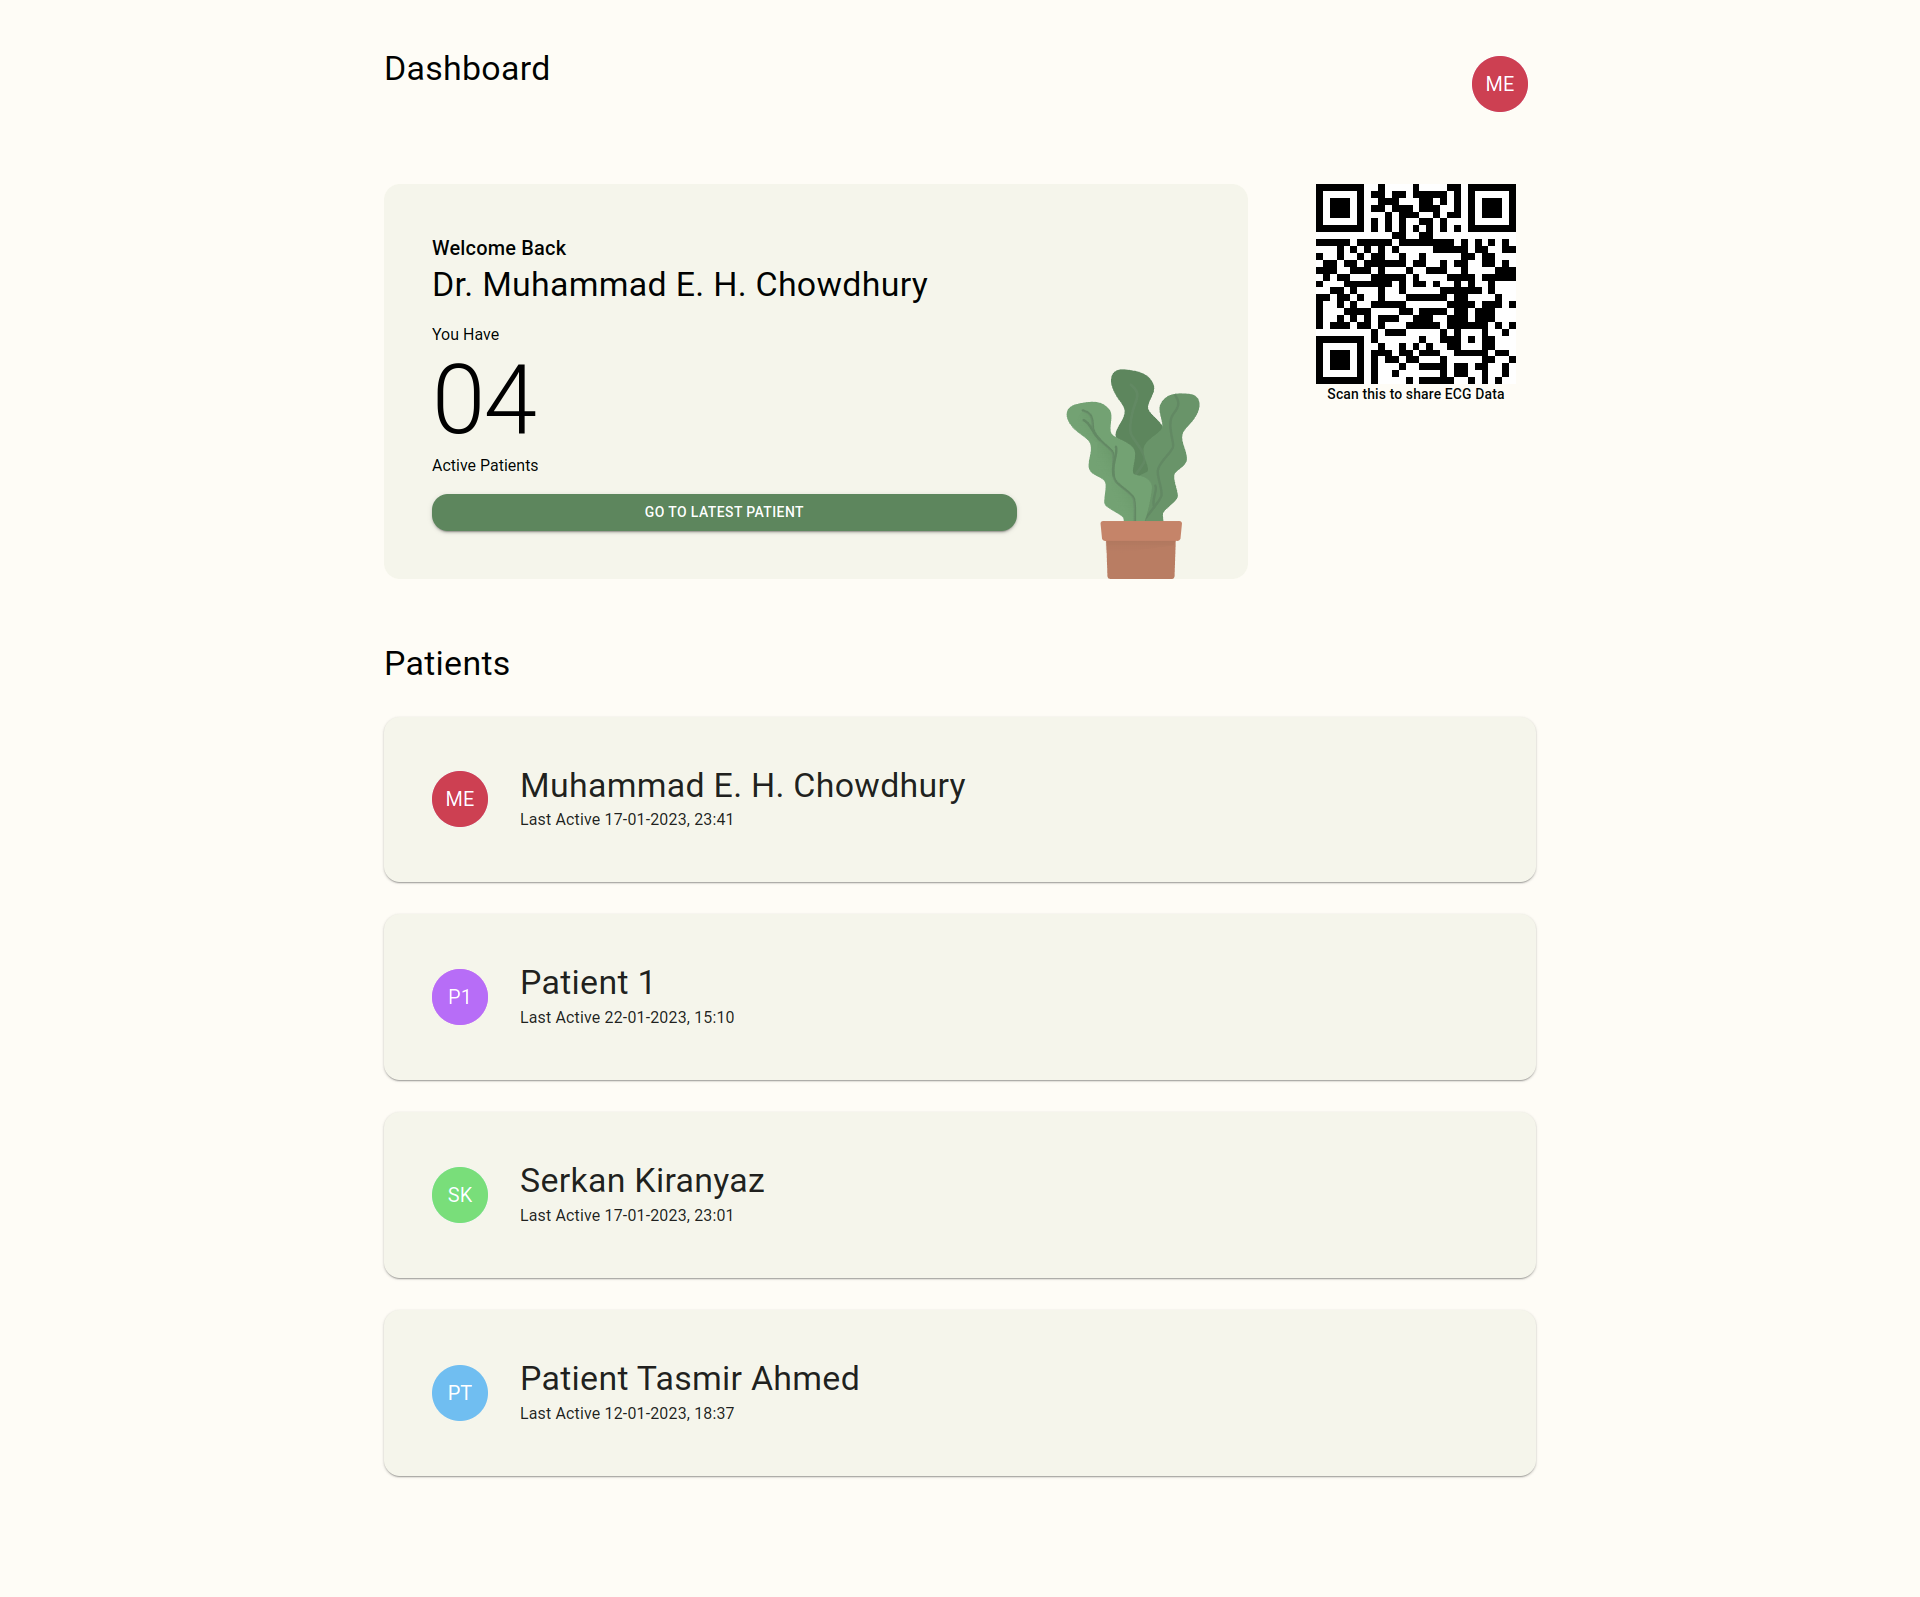 Dashboard
ME
Welcome Back
Dr. Muhammad E. H. Chowdhury
You Have
04
Active Patients
GO TO LATEST PATIENT
Scan this to share ECG Data
Patients
ME
Muhammad E. H. Chowdhury
Last Active 17-01-2023, 23:41
P1
Patient 1
Last Active 22-01-2023, 15:10
SK
Serkan Kiranyaz
Last Active 17-01-2023, 23:01
PT
Patient Tasmir Ahmed
Last Active 12-01-2023, 18:37